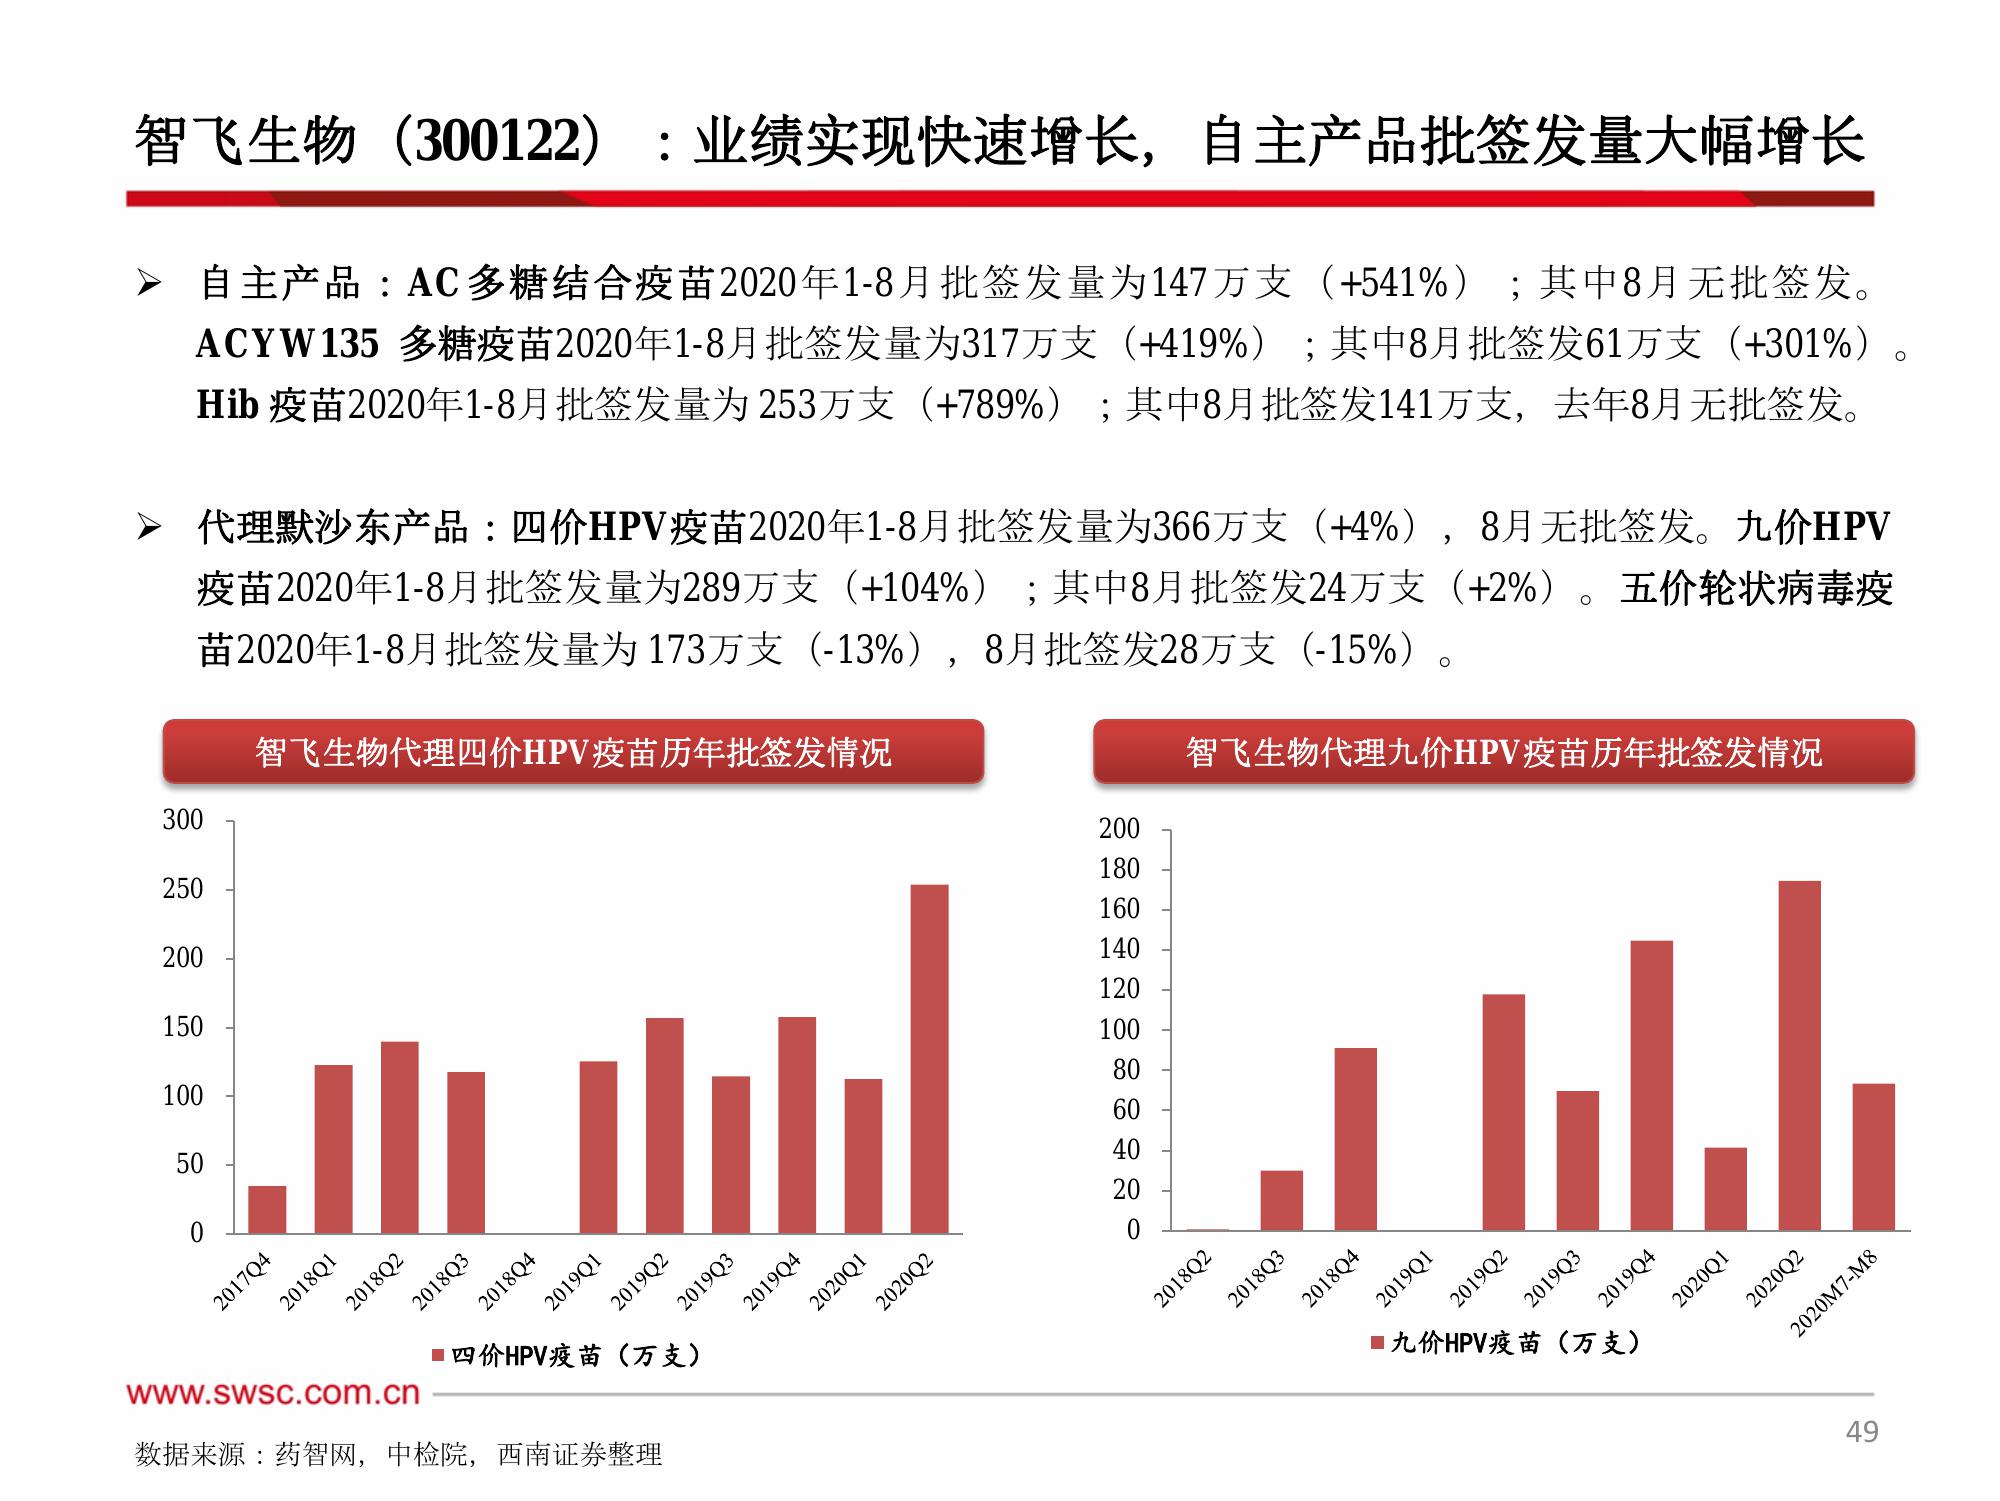 智飞生物（300122）：业绩实现快速增长，自主产品批签发量大幅增长
➢ 自主产品：AC多糖结合疫苗2020年1-8月批签发量为147万支（+541%）；其中8月无批签发。
ACYW135 多糖疫苗2020年1-8月批签发量为317万支（+419%）；其中8月批签发61万支（+301%）。
Hib疫苗2020年1-8月批签发量为 253万支（+789%）；其中8月批签发141万支，去年8月无批签发。
➢ 代理默沙东产品：四价HPV疫苗2020年1-8月批签发量为366万支（+4%），8月无批签发。九价HPV
疫苗2020年1-8月批签发量为289万支（+104%）；其中8月批签发24万支（+2%）。五价轮状病毒疫
苗2020年1-8月批签发量为 173万支（-13%），8月批签发28万支（-15%）。
智飞生物代理四价HPV疫苗历年批签发情况
300
250
200
150
100
50
0
2017Q4
2018Q1
2018Q2
2018Q3
2018Q4
2019Q1
2019Q2
2019Q3
2019Q4
2020Q1
2020Q2
四价HPV疫苗（万支）
智飞生物代理九价HPV疫苗历年批签发情况
200
180
160
140
120
100
80
60
40
20
0
2018Q2
2018Q3
2018Q4
2019Q1
2019Q2
2019Q3
2019Q4
2020Q1
2020Q2
2020M7-M8
九价HPV疫苗（万支）
www.swsc.com.cn
49
数据来源：药智网，中检院，西南证券整理